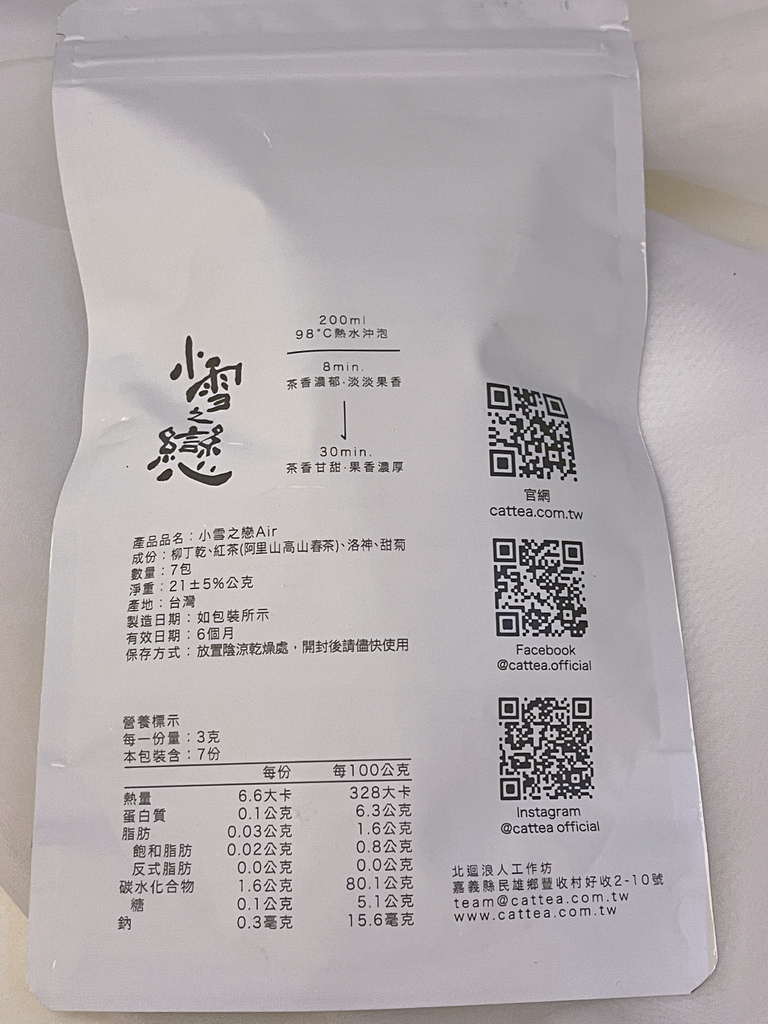 小雪之戀
200ml
98°C熱水沖泡
8min.
茶香濃郁·淡淡果香
30min.
茶香甘甜·果香濃厚
官網
cattea.com.tw
Facebook
@cattea.official
Instagram
@cattea official
產品品名：小雪之戀Air
成份：柳丁乾、紅茶(阿里山高山春茶)、洛神、甜菊
數量：7包
淨重：21±5%公克
產地：台灣
製造日期：如包裝所示
有效日期：6個月
保存方式：放置陰涼乾燥處，開封後請儘快使用
營養標示
每一份量：3克
本包裝含：7份
每份 每100公克
熱量 6.6大卡 328大卡
蛋白質 0.1公克 6.3公克
脂肪 0.03公克 1.6公克
飽和脂肪 0.02公克 0.8公克
反式脂肪 0.0公克 0.0公克
碳水化合物 1.6公克 80.1公克
糖 0.1公克 5.1公克
鈉 0.3毫克 15.6毫克
北迴浪人工作坊
嘉義縣民雄鄉豐收村好收2-10號
team@cattea.com.tw
www.cattea.com.tw